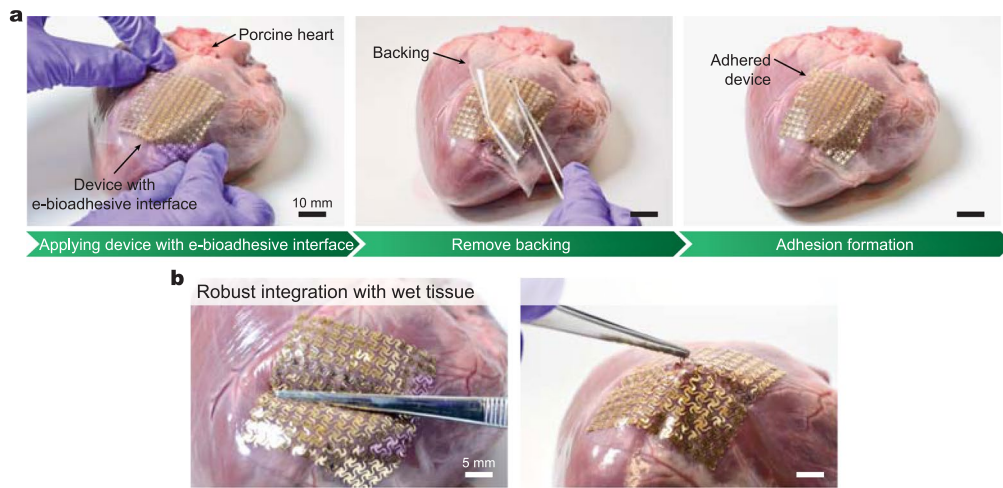 a
Porcine heart
Device with
e-bioadhesive interface
10 mm
Backing
Adhered
device
Applying device with e-bioadhesive interface
Remove backing
Adhesion formation
b
Robust integration with wet tissue
5 mm